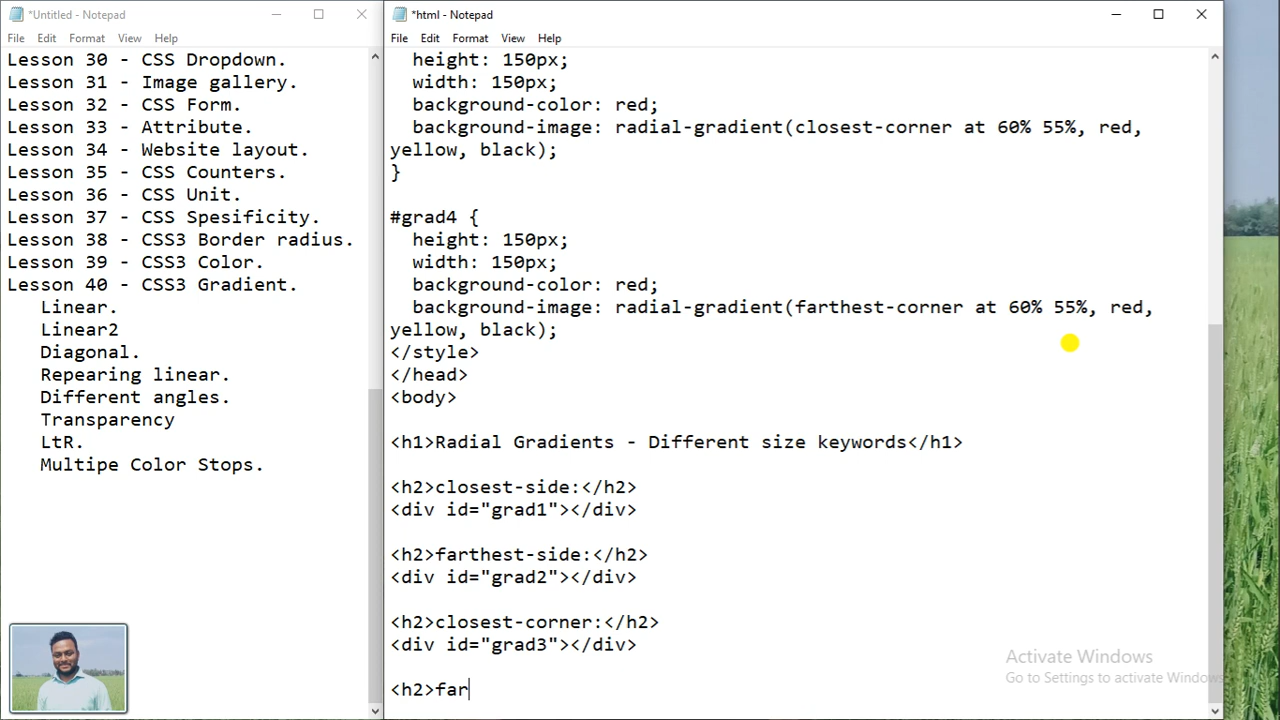 *Untitled - Notepad
File Edit Format View Help
Lesson 30 - CSS Dropdown.
Lesson 31 - Image gallery.
Lesson 32 - CSS Form.
Lesson 33 - Attribute.
Lesson 34 - Website layout.
Lesson 35 - CSS Counters.
Lesson 36 - CSS Unit.
Lesson 37 - CSS Spesificity.
Lesson 38 - CSS3 Border radius.
Lesson 39 - CSS3 Color.
Lesson 40 - CSS3 Gradient.
Linear.
Linear2
Diagonal.
Repearing linear.
Different angles.
Transparency
LtR.
Multipe Color Stops.
*html - Notepad
File Edit Format View Help
height: 150px;
width: 150px;
background-color: red;
background-image: radial-gradient(closest-corner at 60% 55%, red,
yellow, black);
}
#grad4 {
height: 150px;
width: 150px;
background-color: red;
background-image: radial-gradient(farthest-corner at 60% 55%, red,
yellow, black);
</style>
</head>
<body>
<h1>Radial Gradients - Different size keywords</h1>
<h2>closest-side:</h2>
<div id="grad1"></div>
<h2>farthest-side:</h2>
<div id="grad2"></div>
<h2>closest-corner:</h2>
<div id="grad3"></div>
<h2>far
Activate Windows
Go to Settings to activate Windows.